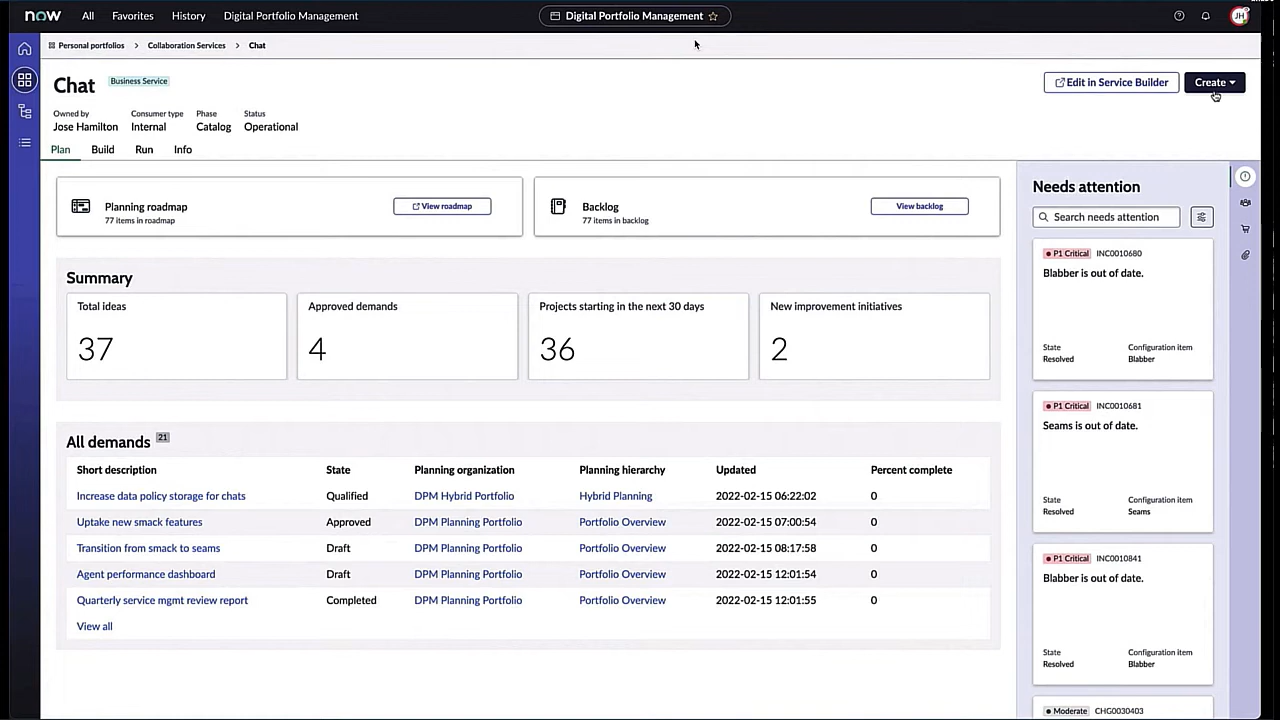 now All Favorites History Digital Portfolio Management Digital Portfolio Management JH
Personal portfolios > Collaboration Services > Chat
Chat Business Service Edit in Service Builder Create
Owned by Consumer type Phase Status
Jose Hamilton Internal Catalog Operational
Plan Build Run Info
Planning roadmap
77 items in roadmap
View roadmap
Backlog
77 items in backlog
View backlog
Summary
Total ideas
37
Approved demands
4
Projects starting in the next 30 days
36
New improvement initiatives
2
All demands 21
Short description State Planning organization Planning hierarchy Updated Percent complete
Increase data policy storage for chats Qualified DPM Hybrid Portfolio Hybrid Planning 2022-02-15 06:22:02 0
Uptake new smack features Approved DPM Planning Portfolio Portfolio Overview 2022-02-15 07:00:54 0
Transition from smack to seams Draft DPM Planning Portfolio Portfolio Overview 2022-02-15 08:17:58 0
Agent performance dashboard Draft DPM Planning Portfolio Portfolio Overview 2022-02-15 12:01:54 0
Quarterly service mgmt review report Completed DPM Planning Portfolio Portfolio Overview 2022-02-15 12:01:55 0
View all
Needs attention
Search needs attention
P1 Critical INC0010680
Blabber is out of date.
State Configuration item
Resolved Blabber
P1 Critical INC0010681
Seams is out of date.
State Configuration item
Resolved Seams
P1 Critical INC0010841
Blabber is out of date.
State Configuration item
Resolved Blabber
Moderate CHG0030403